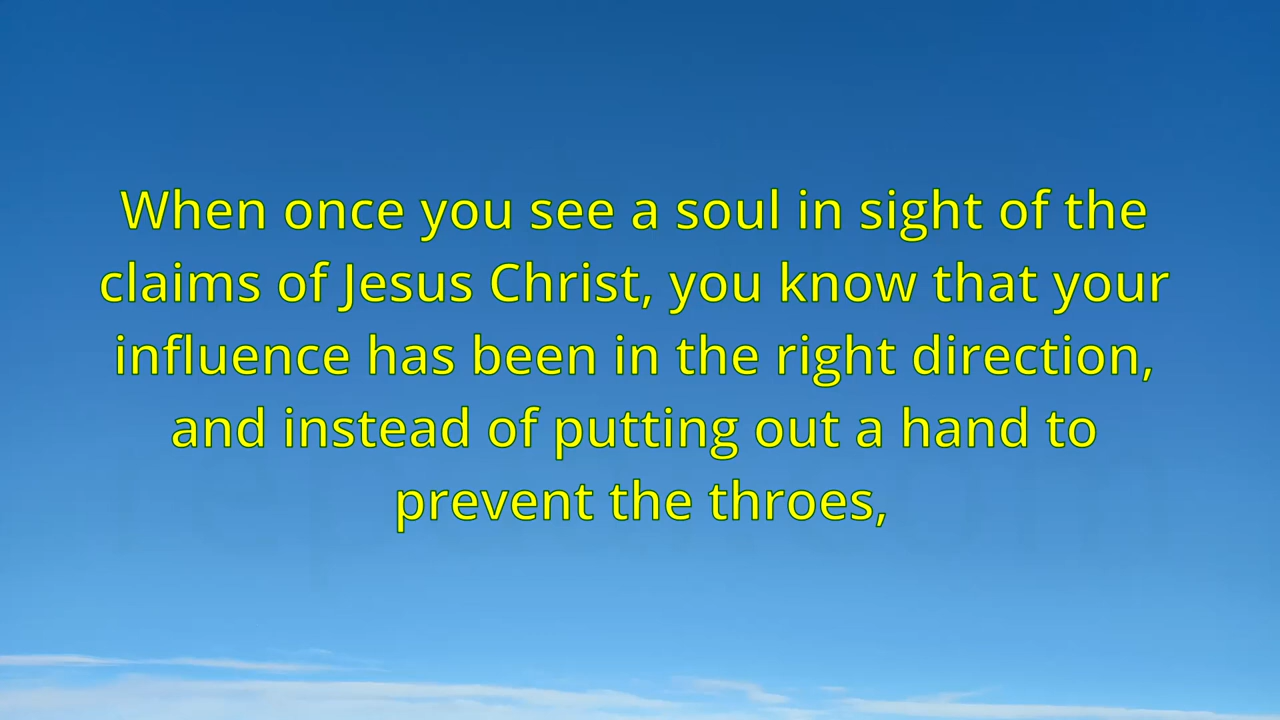 When once you see a soul in sight of the
claims of Jesus Christ, you know that your
influence has been in the right direction,
and instead of putting out a hand to
prevent the throes,